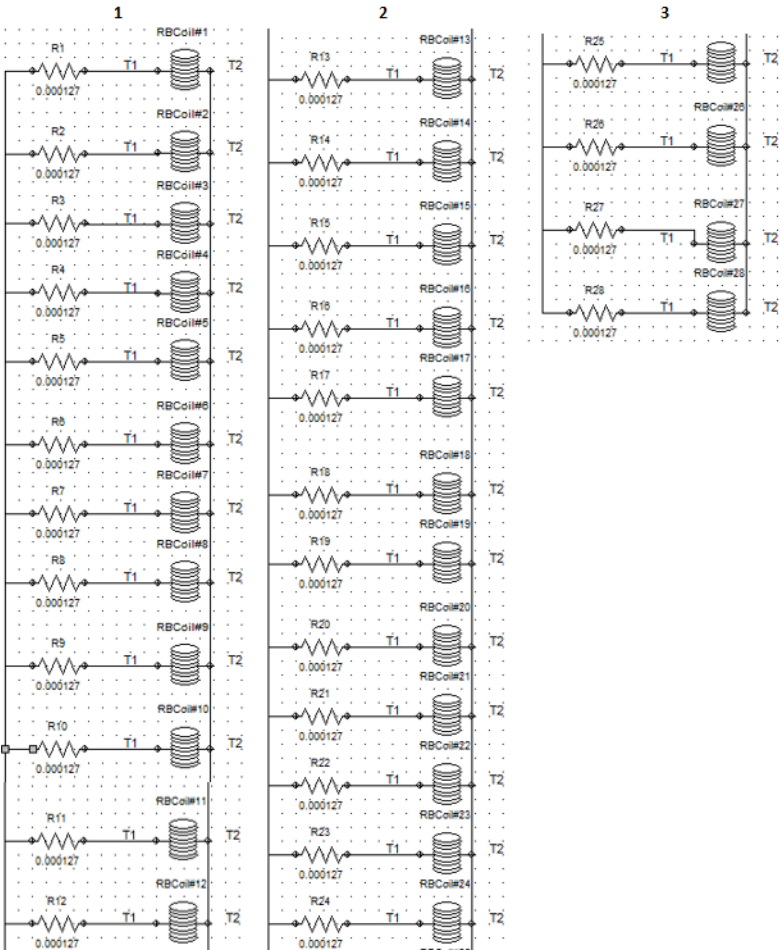 1
RBCoil#1
R1
T1
T2
0.000127
RBCoil#2
R2
T1
T2
0.000127
RBCoil#3
R3
T1
T2
0.000127
RBCoil#4
R4
T1
T2
0.000127
RBCoil#5
R5
T1
T2
0.000127
RBCoil#6
R6
T1
T2
0.000127
RBCoil#7
R7
T1
T2
0.000127
RBCoil#8
R8
T1
T2
0.000127
RBCoil#9
R9
T1
T2
0.000127
RBCoil#10
R10
T1
T2
0.000127
RBCoil#11
R11
T1
T2
0.000127
RBCoil#12
R12
T1
T2
0.000127
2
RBCoil#13
R13
T1
T2
0.000127
RBCoil#14
R14
T1
T2
0.000127
RBCoil#15
R15
T1
T2
0.000127
RBCoil#16
R16
T1
T2
0.000127
RBCoil#17
R17
T1
T2
0.000127
RBCoil#18
R18
T1
T2
0.000127
RBCoil#19
R19
T1
T2
0.000127
RBCoil#20
R20
T1
T2
0.000127
RBCoil#21
R21
T1
T2
0.000127
RBCoil#22
R22
T1
T2
0.000127
RBCoil#23
R23
T1
T2
0.000127
RBCoil#24
R24
T1
T2
0.000127
3
R25
T1
T2
0.000127
RBCoil#26
R26
T1
T2
0.000127
RBCoil#27
R27
T1
T2
0.000127
RBCoil#28
R28
T1
T2
0.000127